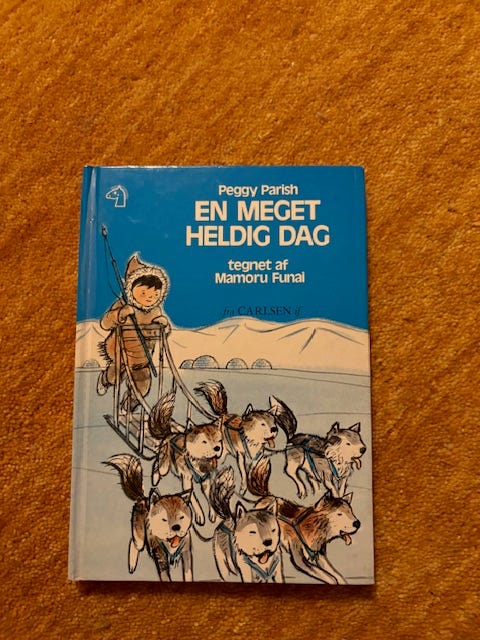 Peggy Parish
EN MEGET
HELDIG DAG
tegnet af
Mamoru Funai
fra CARLSEN if